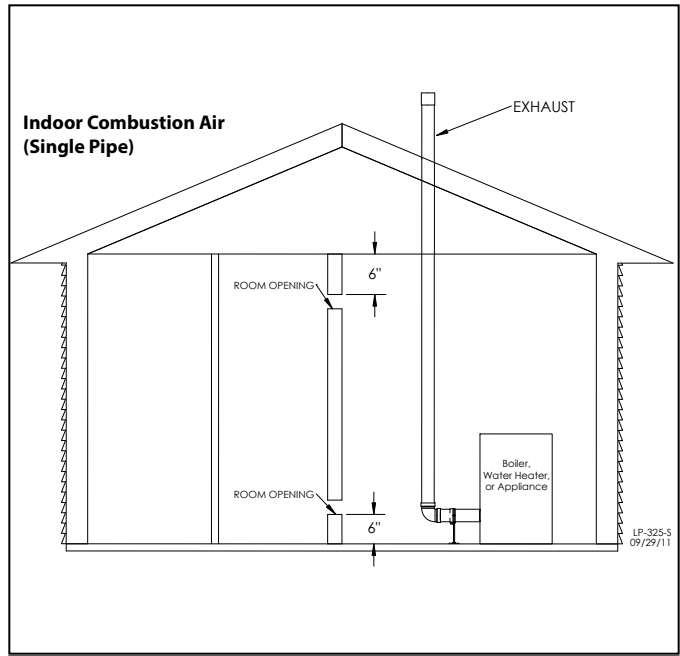 Indoor Combustion Air
(Single Pipe)
EXHAUST
6"
ROOM OPENING
Boiler,
Water Heater,
or Appliance
ROOM OPENING
6"
LP-325-S
09/29/11